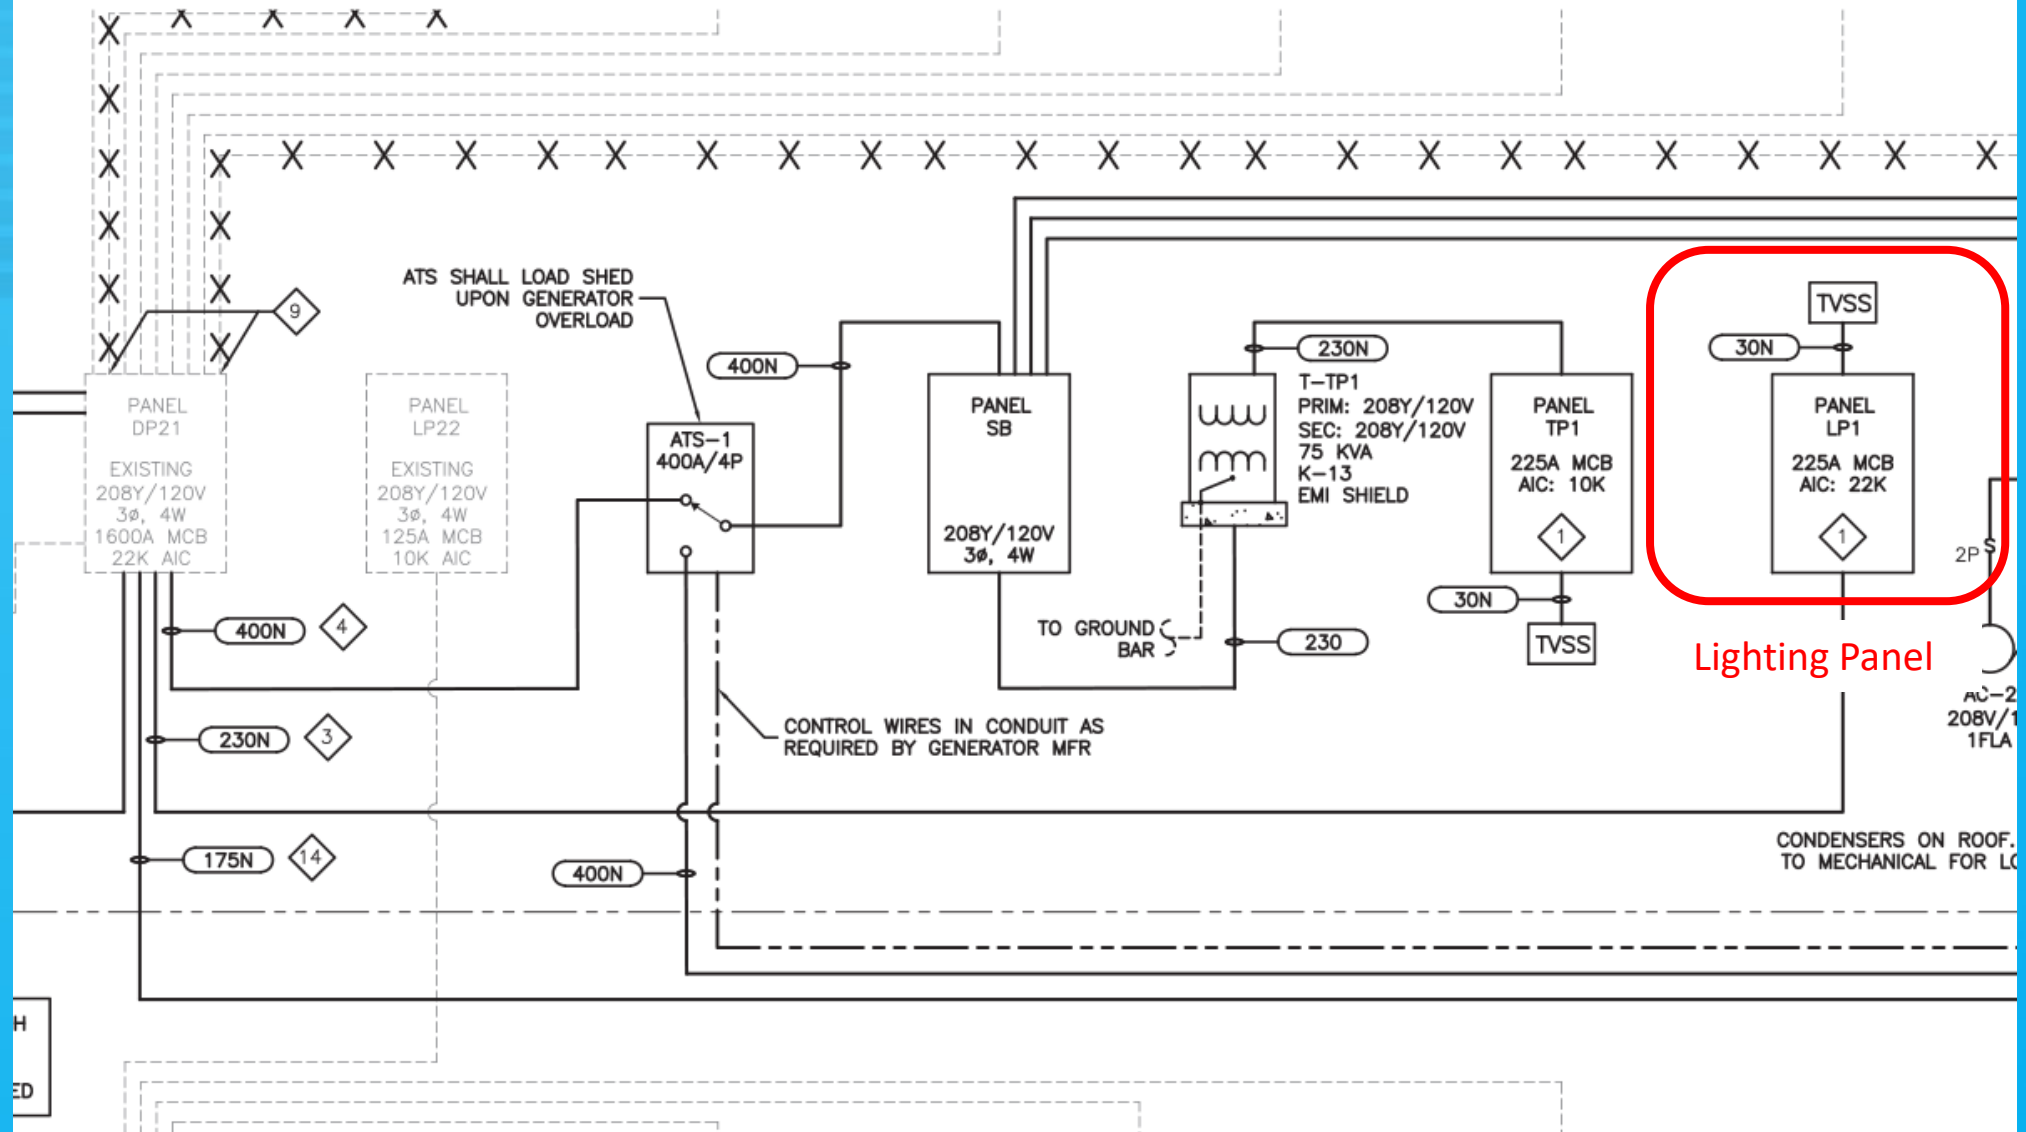 9
ATS SHALL LOAD SHED
UPON GENERATOR
OVERLOAD
TVSS
30N
400N
230N
T-TP1
PRIM: 208Y/120V
SEC: 208Y/120V
75 KVA
K-13
EMI SHIELD
PANEL
DP21
EXISTING
208Y/120V
3ø, 4W
1600A MCB
22K AIC
PANEL
LP22
EXISTING
208Y/120V
3ø, 4W
125A MCB
10K AIC
ATS-1
400A/4P
PANEL
SB
208Y/120V
3ø, 4W
PANEL
TP1
225A MCB
AIC: 10K
1
PANEL
LP1
225A MCB
AIC: 22K
1
2P
S
400N
4
TO GROUND
BAR
230
30N
TVSS
Lighting Panel
AC-2
208V/1
1FLA
230N
3
CONTROL WIRES IN CONDUIT AS
REQUIRED BY GENERATOR MFR
175N
14
400N
CONDENSERS ON ROOF.
TO MECHANICAL FOR LO
H
ED